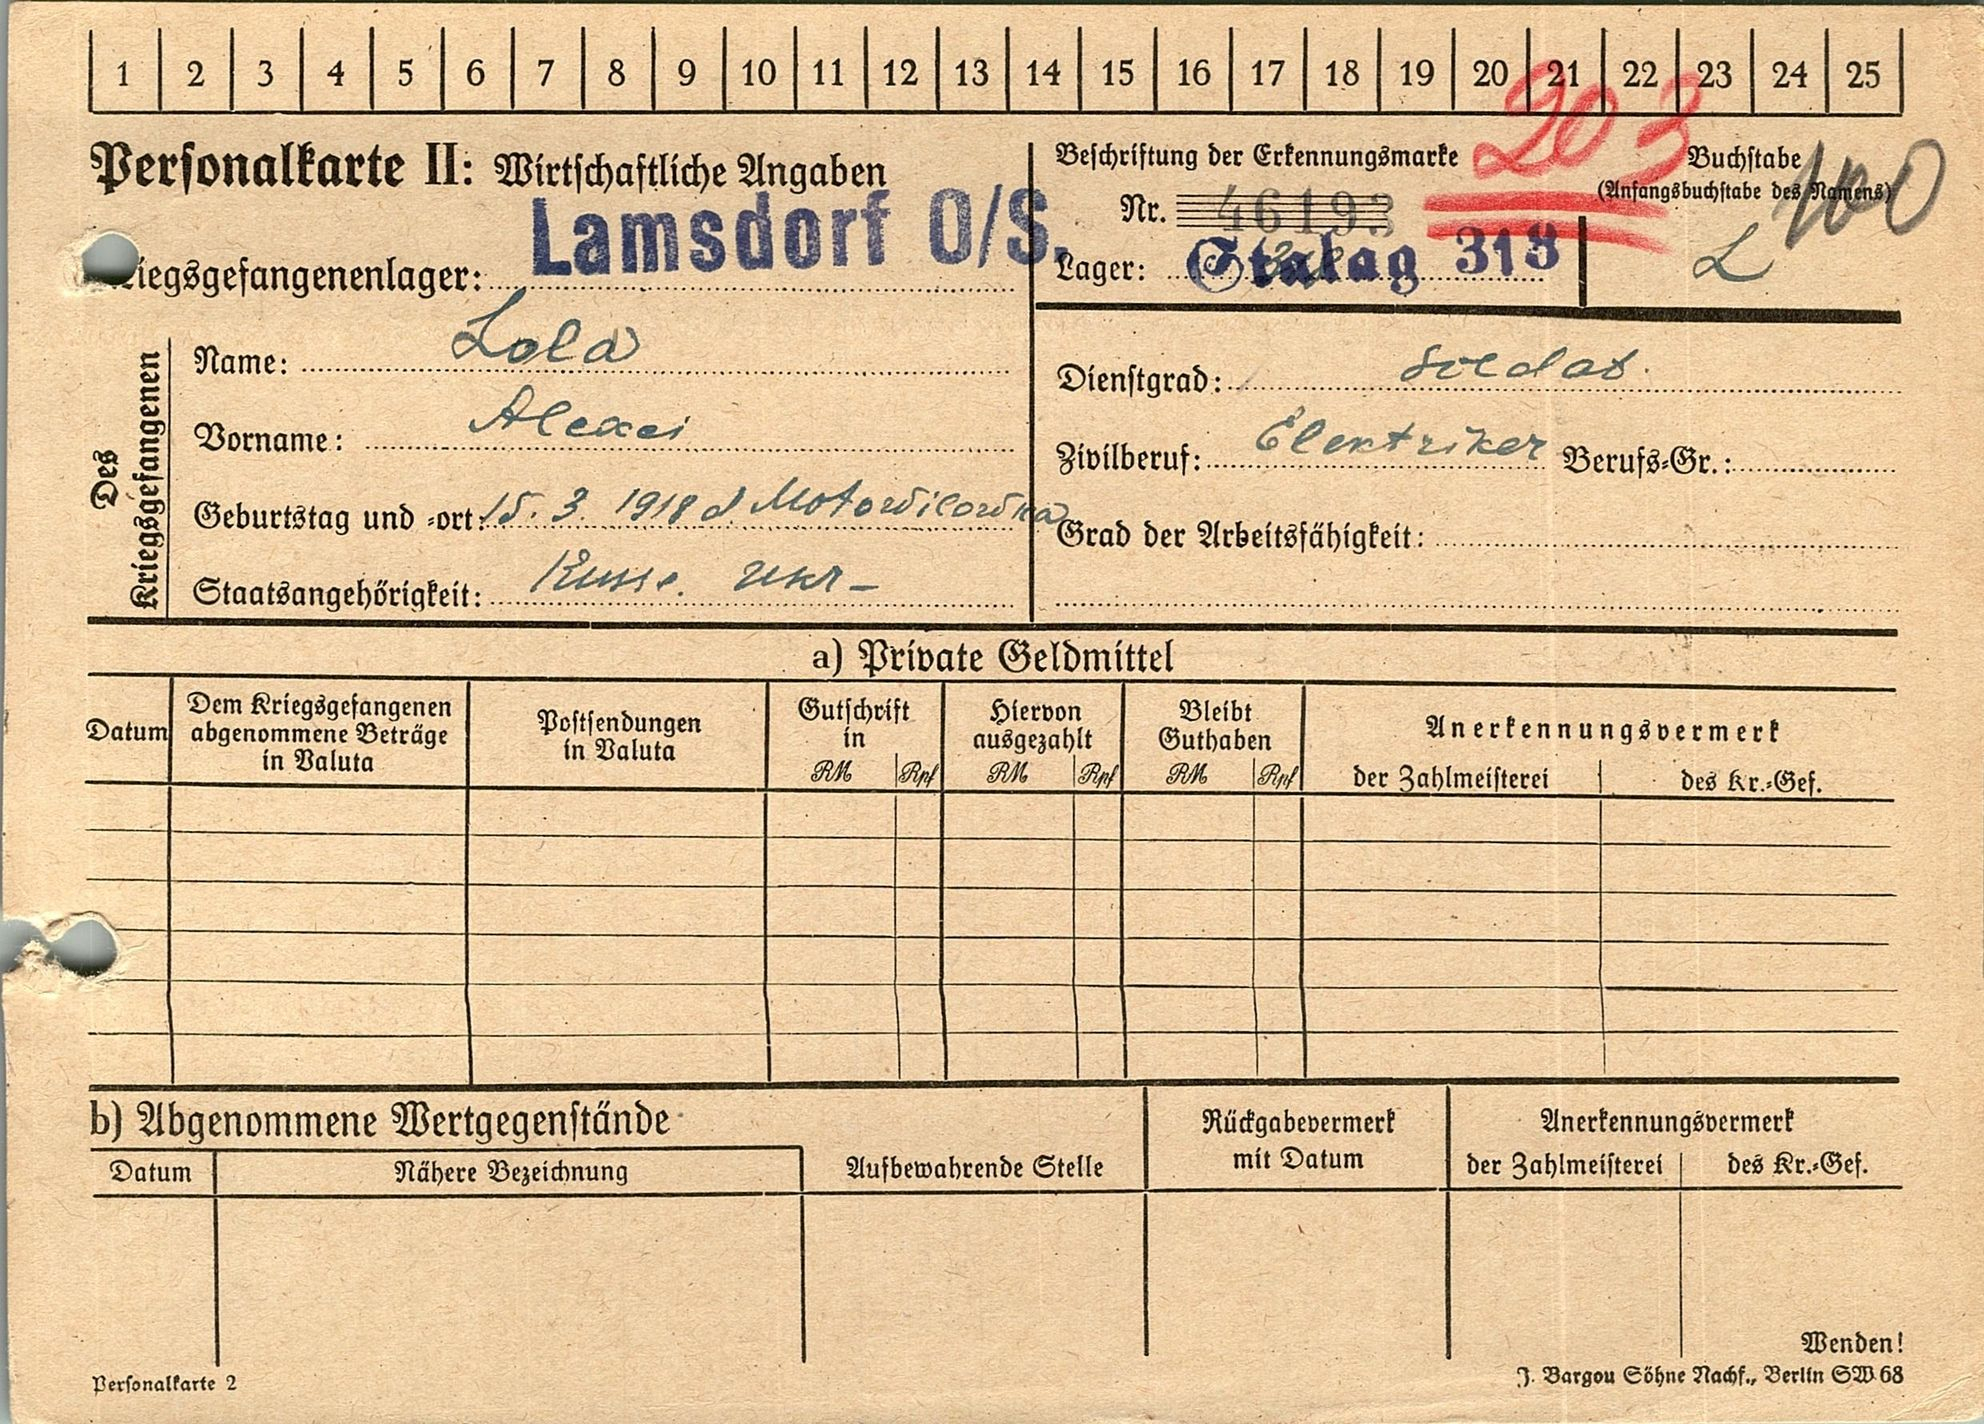 1 2 3 4 5 6 7 8 9 10 11 12 13 14 15 16 17 18 19 20 21 22 23 24 25
203
Personalkarte II: Wirtschaftliche Angaben
Beschriftung der Erkennungsmarke
Buchstabe
(Anfangsbuchstabe des Namens)
100
Nr. 46193
Kriegsgefangenenlager: Lamsdorf O/S.
Lager: Stalag 318
L
Des Kriegsgefangenen
Name: Lola
Dienstgrad: Soldat.
Vorname: Alexei
Zivilberuf: Elektriker Berufs-Gr.:
Geburtstag und -ort: 15. 3. 1918 d Motowilowka
Grad der Arbeitsfähigkeit:
Staatsangehörigkeit: Russe. Ukr-
a) Private Geldmittel
Datum
Dem Kriegsgefangenen
abgenommene Beträge
in Valuta
Postsendungen
in Valuta
Gutschrift
in
RM Rpf
Hiervon
ausgezahlt
RM Rpf
Bleibt
Guthaben
RM Rpf
Anerkennungsvermerk
der Zahlmeisterei
des Kr.-Gef.
b) Abgenommene Wertgegenstände
Datum
Nähere Bezeichnung
Aufbewahrende Stelle
Rückgabevermerk
mit Datum
Anerkennungsvermerk
der Zahlmeisterei
des Kr.-Gef.
Wenden!
Personalkarte 2
J. Bargou Söhne Nachf., Berlin SW 68